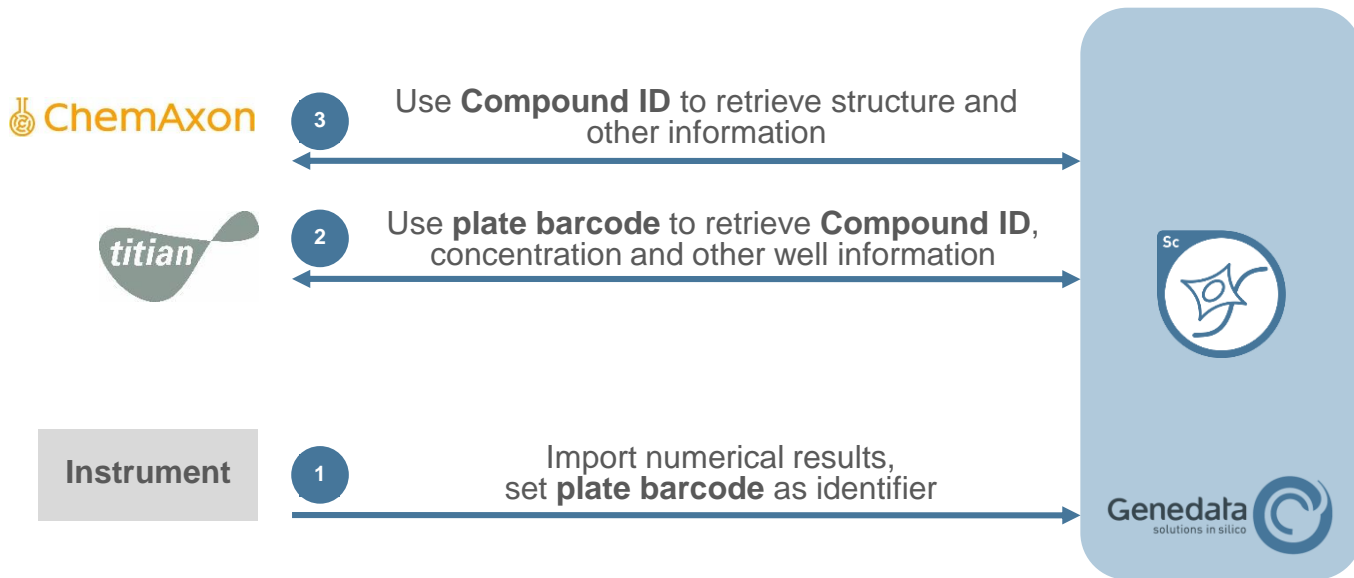 ChemAxon
3
Use Compound ID to retrieve structure and
other information
titian
2
Use plate barcode to retrieve Compound ID,
concentration and other well information
Sc
Instrument
1
Import numerical results,
set plate barcode as identifier
Genedata
solutions in silico